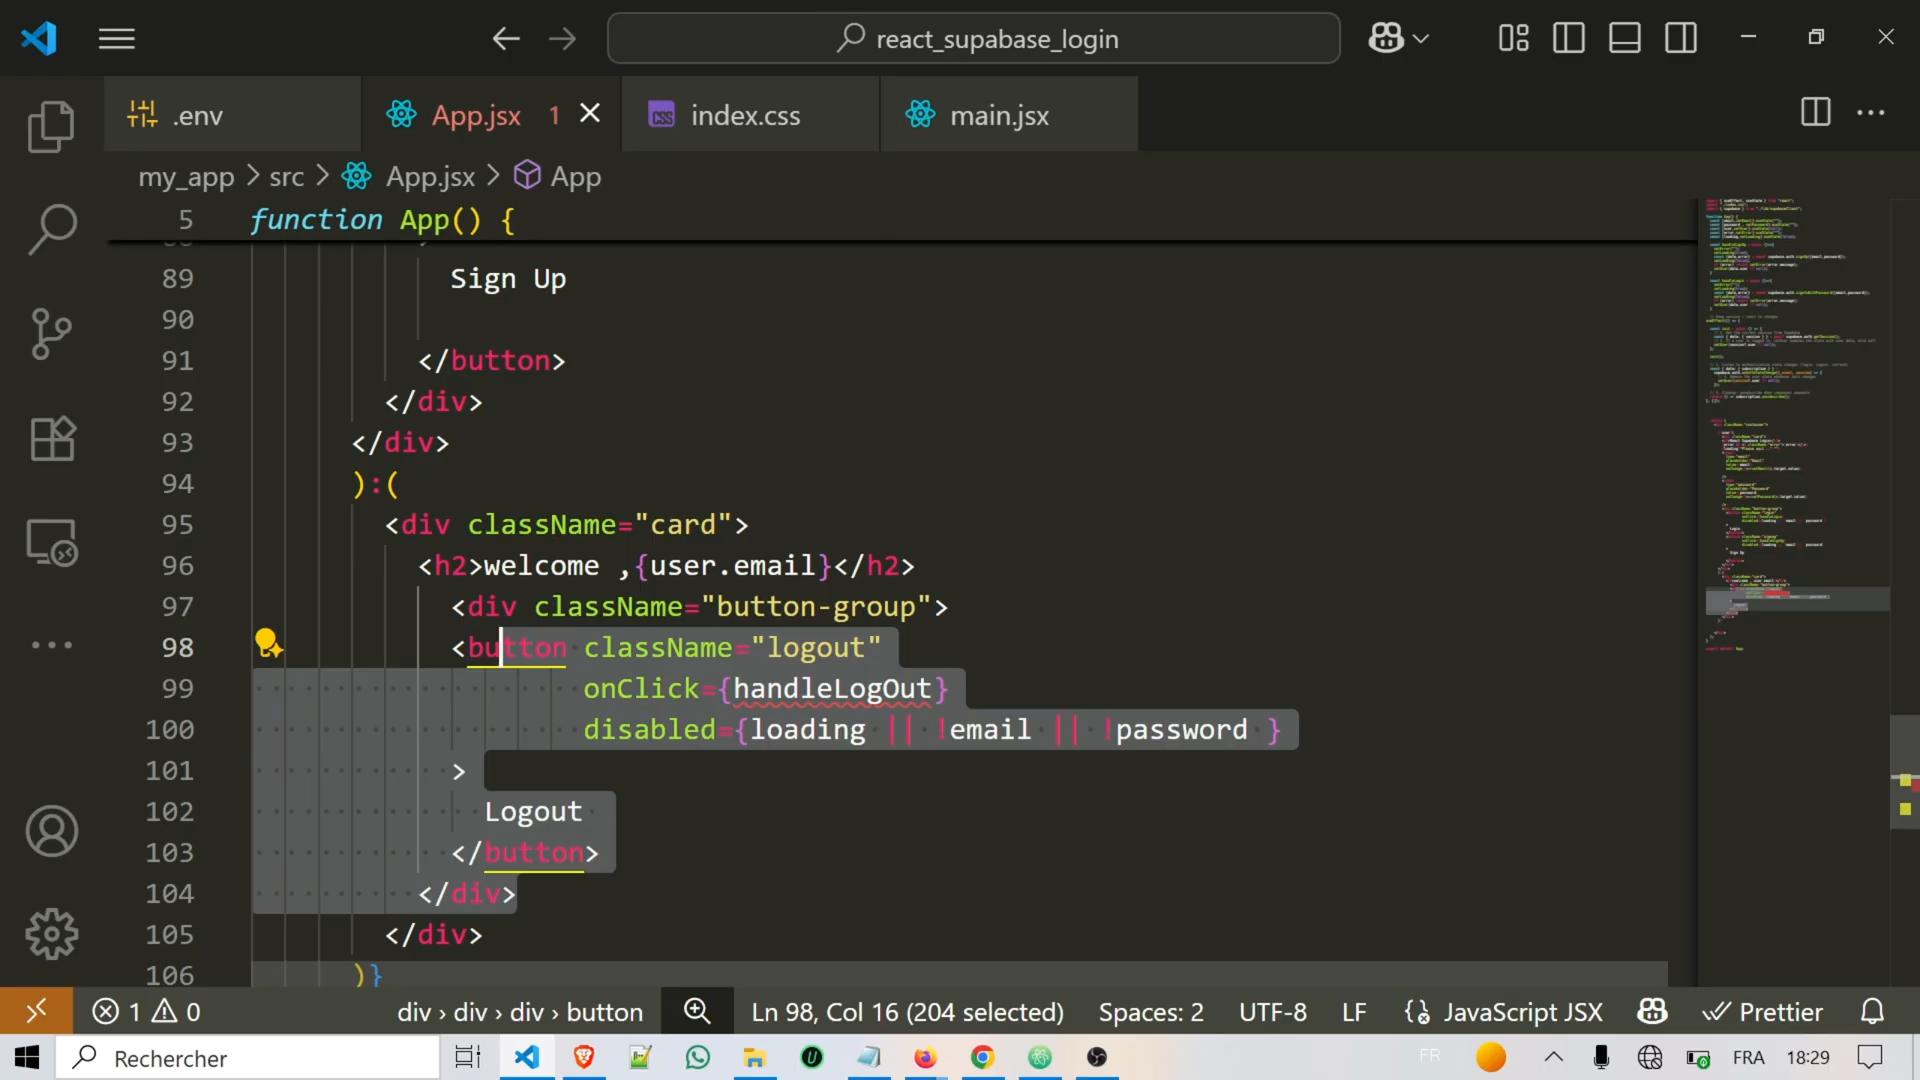 react_supabase_login
.env
App.jsx 1
index.css
main.jsx
my_app > src > App.jsx > App
5 function App() {
89 Sign Up
90
91 </button>
92 </div>
93 </div>
94 ):(
95 <div className="card">
96 <h2>welcome ,{user.email}</h2>
97 <div className="button-group">
98 <button className="logout"
99 onClick={handleLogOut}
100 disabled={loading || !email || !password }
101 >
102 Logout
103 </button>
104 </div>
105 </div>
106 )}
1 0 div › div › div › button Ln 98, Col 16 (204 selected) Spaces: 2 UTF-8 LF JavaScript JSX Prettier
Rechercher FR FRA 18:29